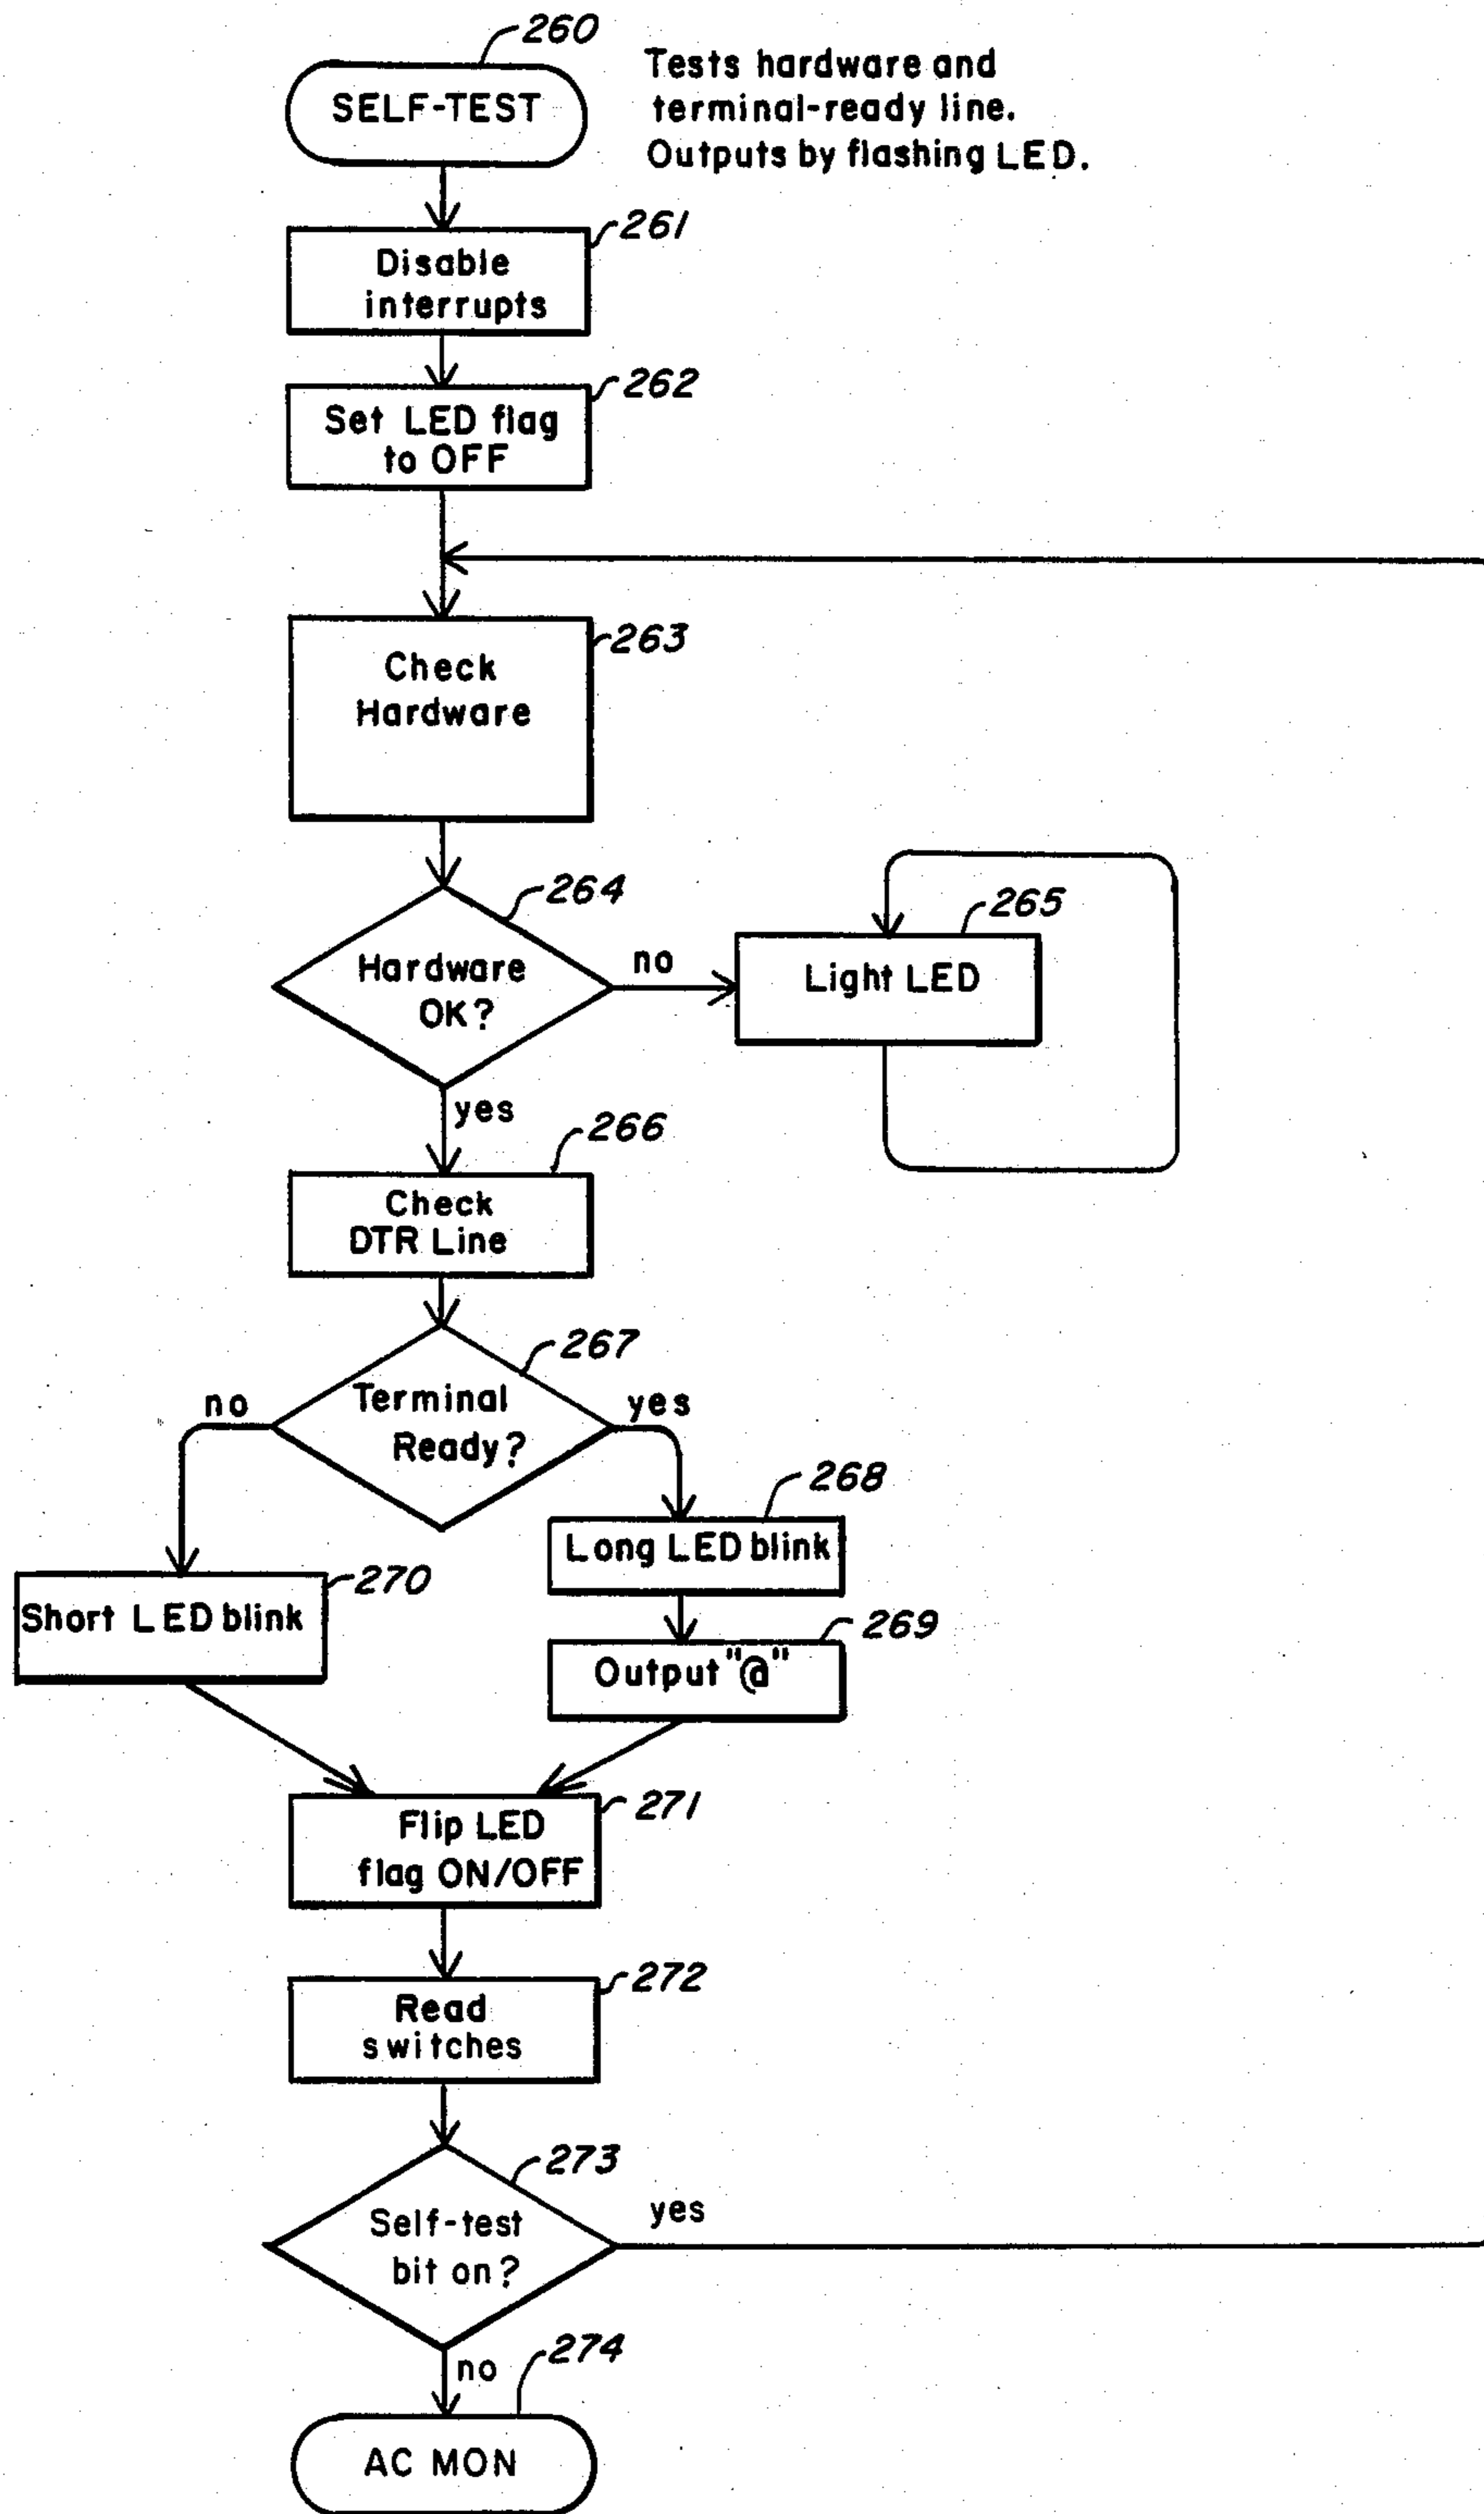 260
SELF-TEST
Tests hardware and
terminal-ready line.
Outputs by flashing LED.
261
Disable
interrupts
262
Set LED flag
to OFF
263
Check
Hardware
264
Hardware
OK?
no
265
Light LED
yes
266
Check
DTR Line
267
Terminal
Ready?
no
yes
268
Long LED blink
270
Short LED blink
269
Output "@"
271
Flip LED
flag ON/OFF
272
Read
switches
273
Self-test
bit on?
yes
no
274
AC MON